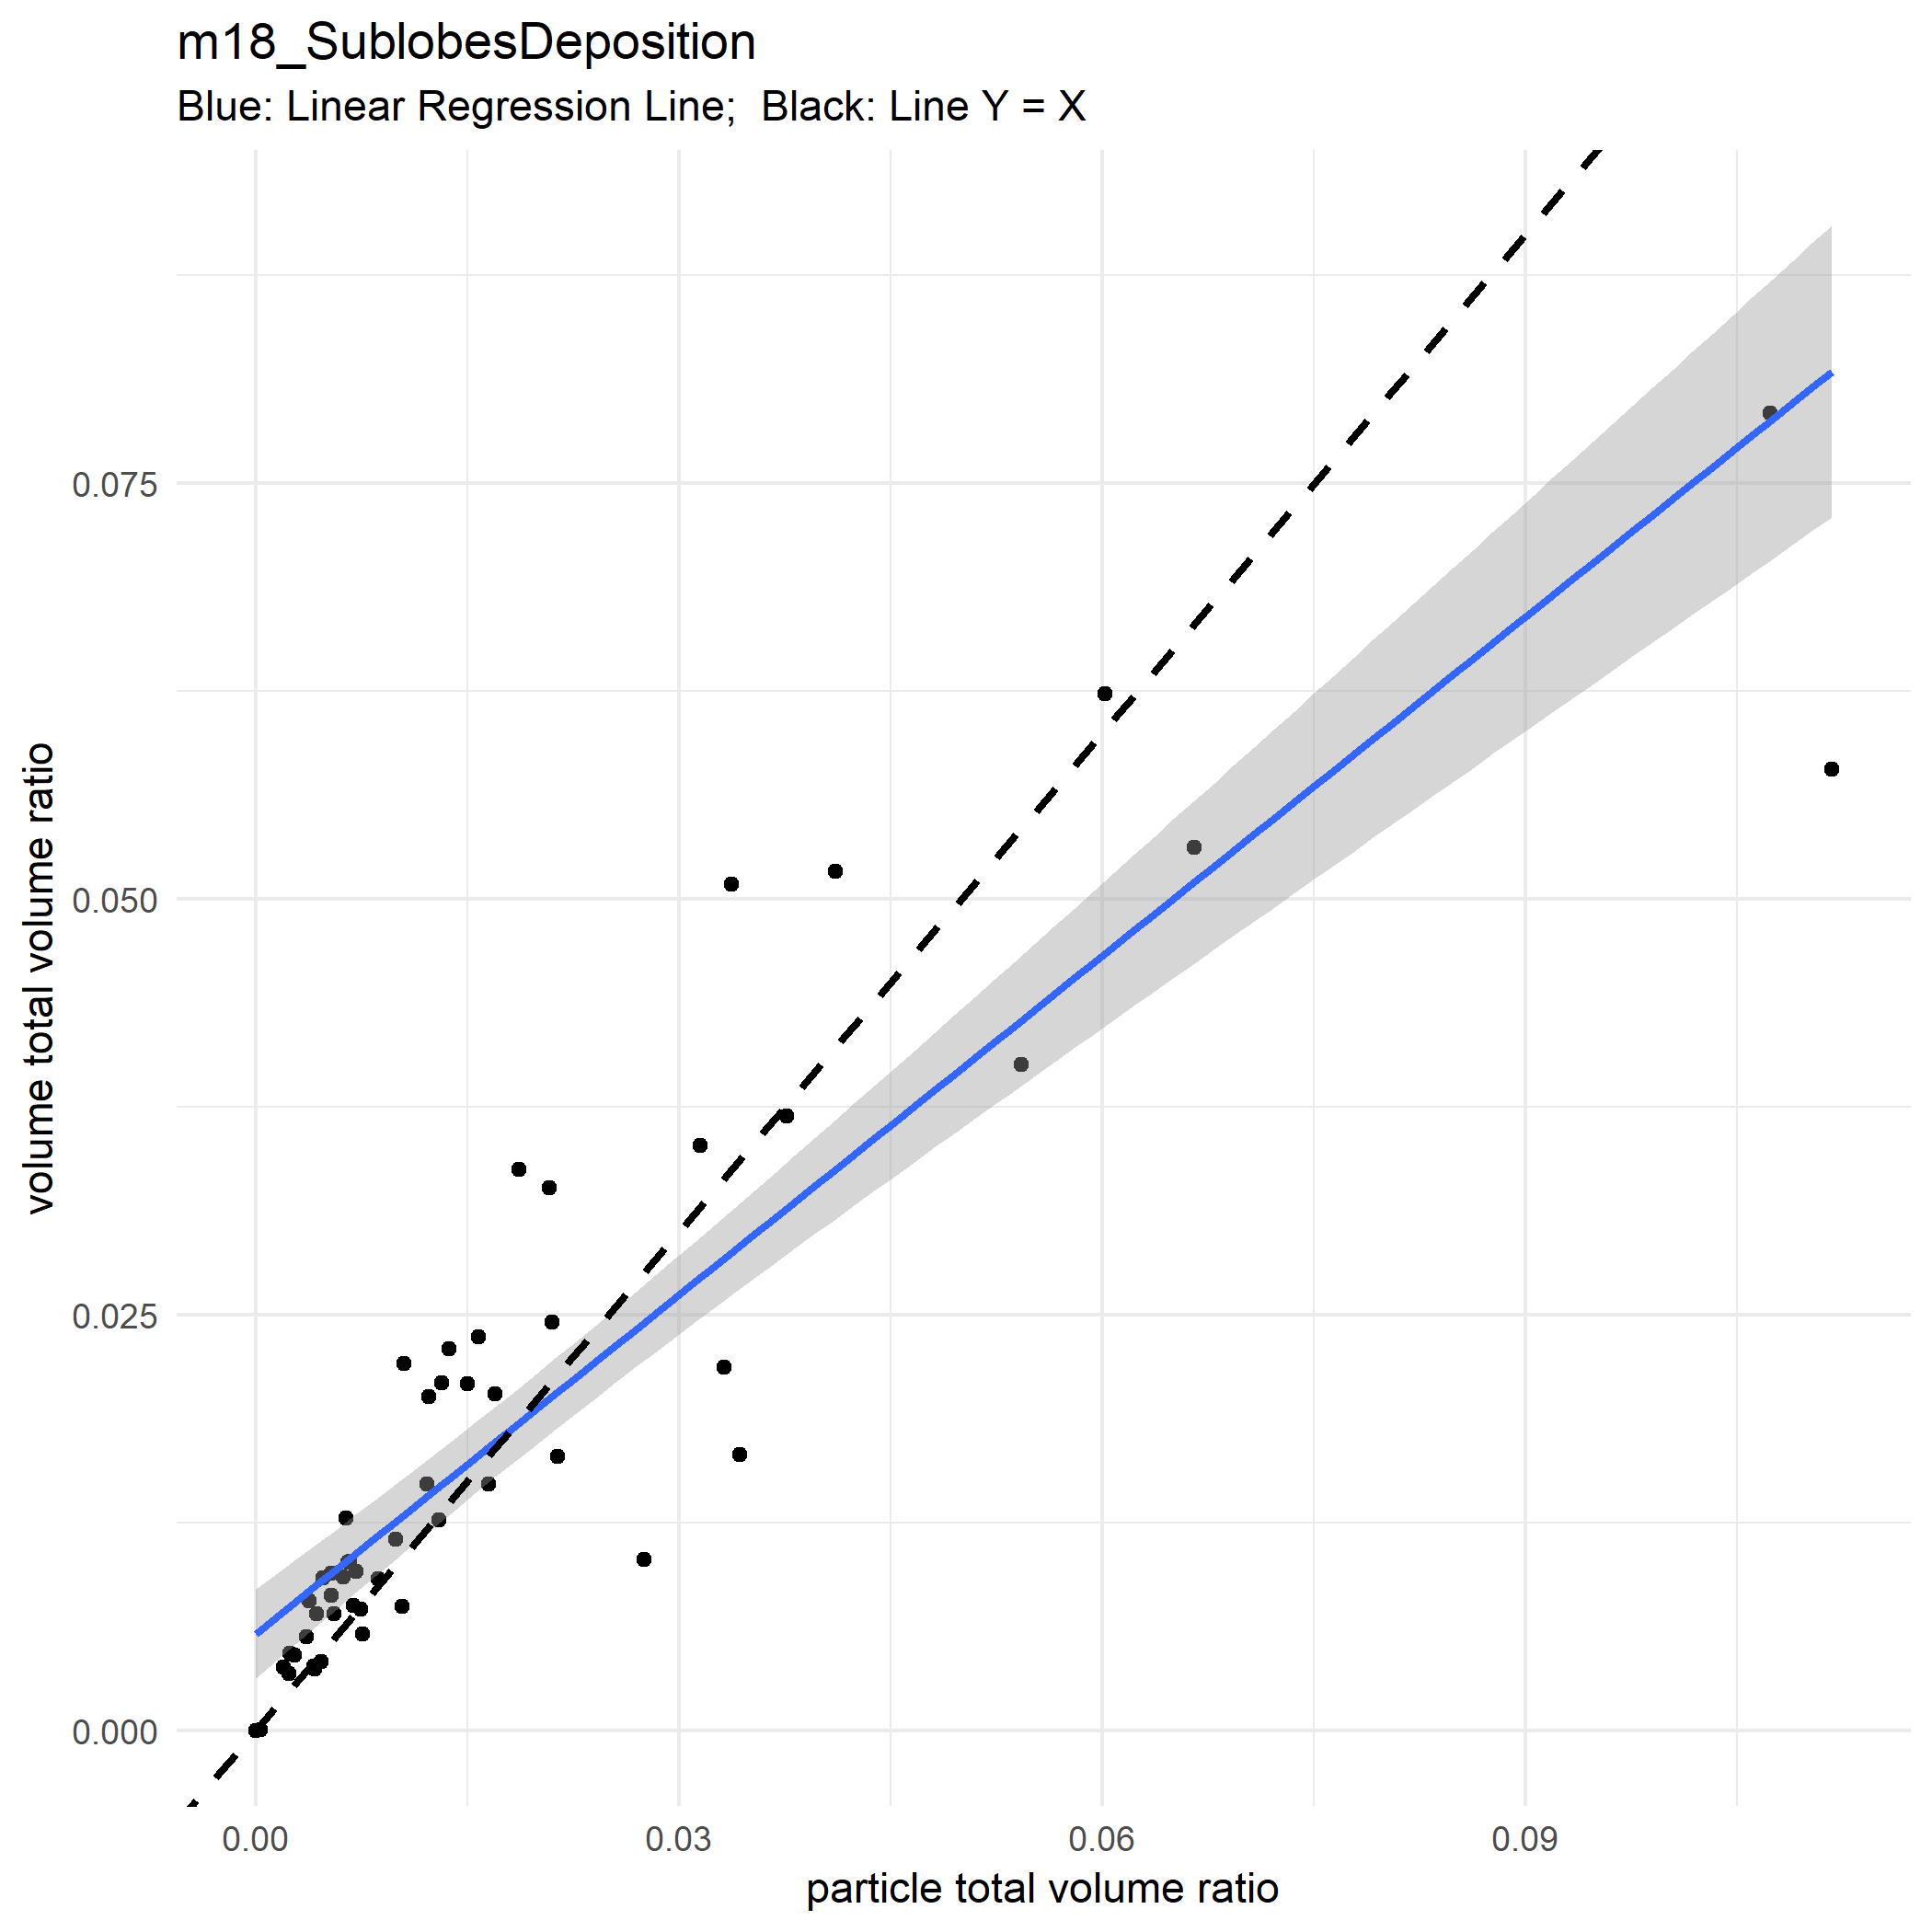 m18_SublobesDeposition
Blue: Linear Regression Line;  Black: Line Y = X
0.075
0.050
0.025
0.000
volume total volume ratio
0.00
0.03
0.06
0.09
particle total volume ratio